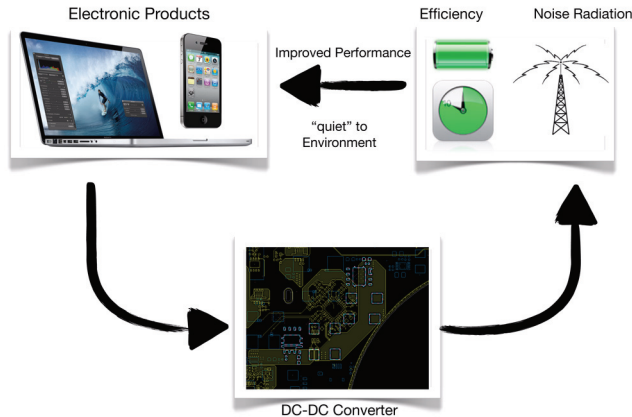 Electronic Products
Efficiency
Noise Radiation
Improved Performance
“quiet” to
Environment
DC-DC Converter